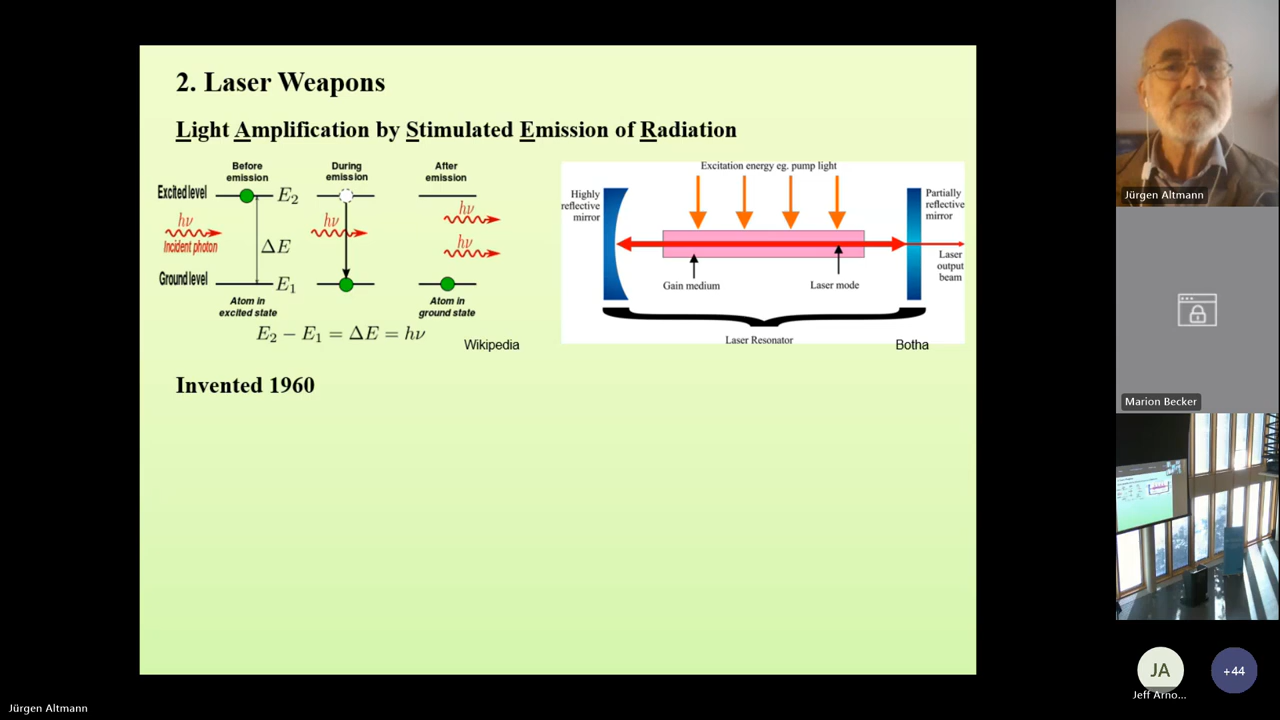 2. Laser Weapons
Light Amplification by Stimulated Emission of Radiation
Before
emission
During
emission
After
emission
Excited level
E2
hν
Incident photon
hν
hν
hν
ΔE
Ground level
E1
Atom in
excited state
Atom in
ground state
E2 − E1 = ΔE = hν
Wikipedia
Excitation energy eg. pump light
Highly
reflective
mirror
Partially
reflective
mirror
Gain medium
Laser mode
Laser
output
beam
Laser Resonator
Botha
Invented 1960
Jürgen Altmann
Marion Becker
JA
Jeff Arno...
+44
Jürgen Altmann